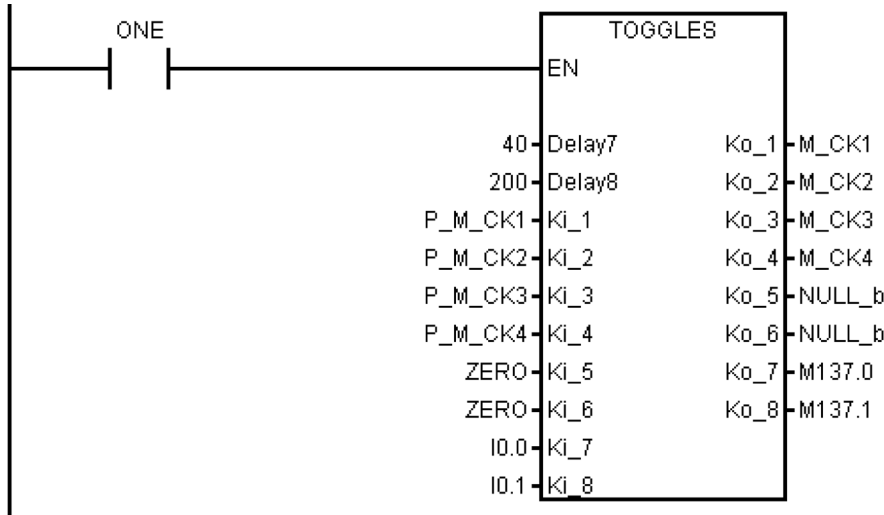 ONE
TOGGLES
EN
40 Delay7 Ko_1 M_CK1
200 Delay8 Ko_2 M_CK2
P_M_CK1 Ki_1 Ko_3 M_CK3
P_M_CK2 Ki_2 Ko_4 M_CK4
P_M_CK3 Ki_3 Ko_5 NULL_b
P_M_CK4 Ki_4 Ko_6 NULL_b
ZERO Ki_5 Ko_7 M137.0
ZERO Ki_6 Ko_8 M137.1
I0.0 Ki_7
I0.1 Ki_8